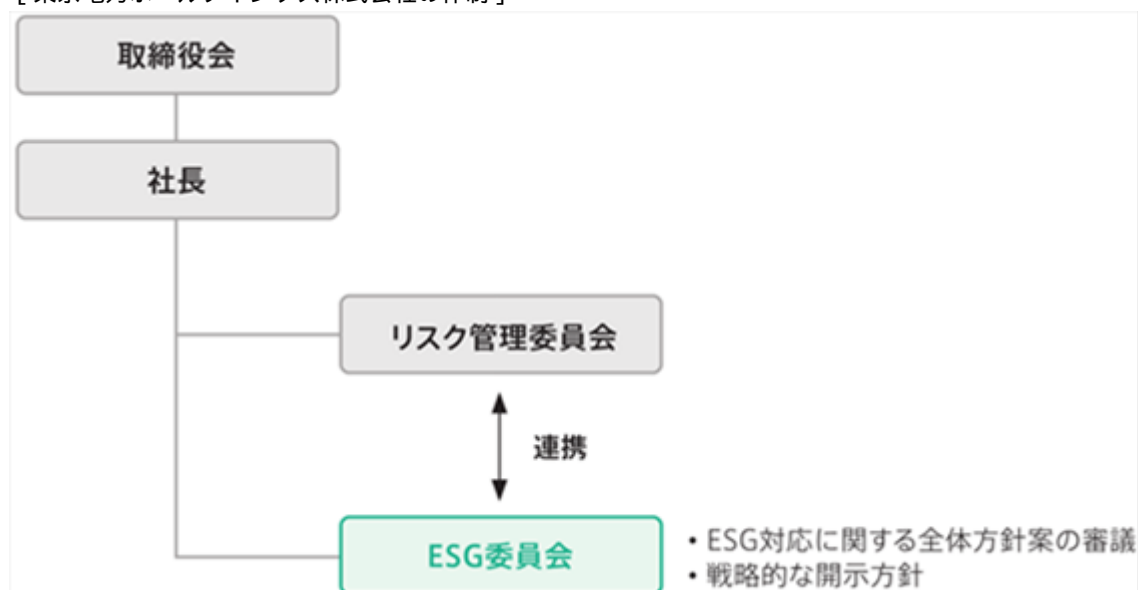 取締役会
社長
リスク管理委員会
連携
ESG委員会
・ESG対応に関する全体方針案の審議
・戦略的な開示方針